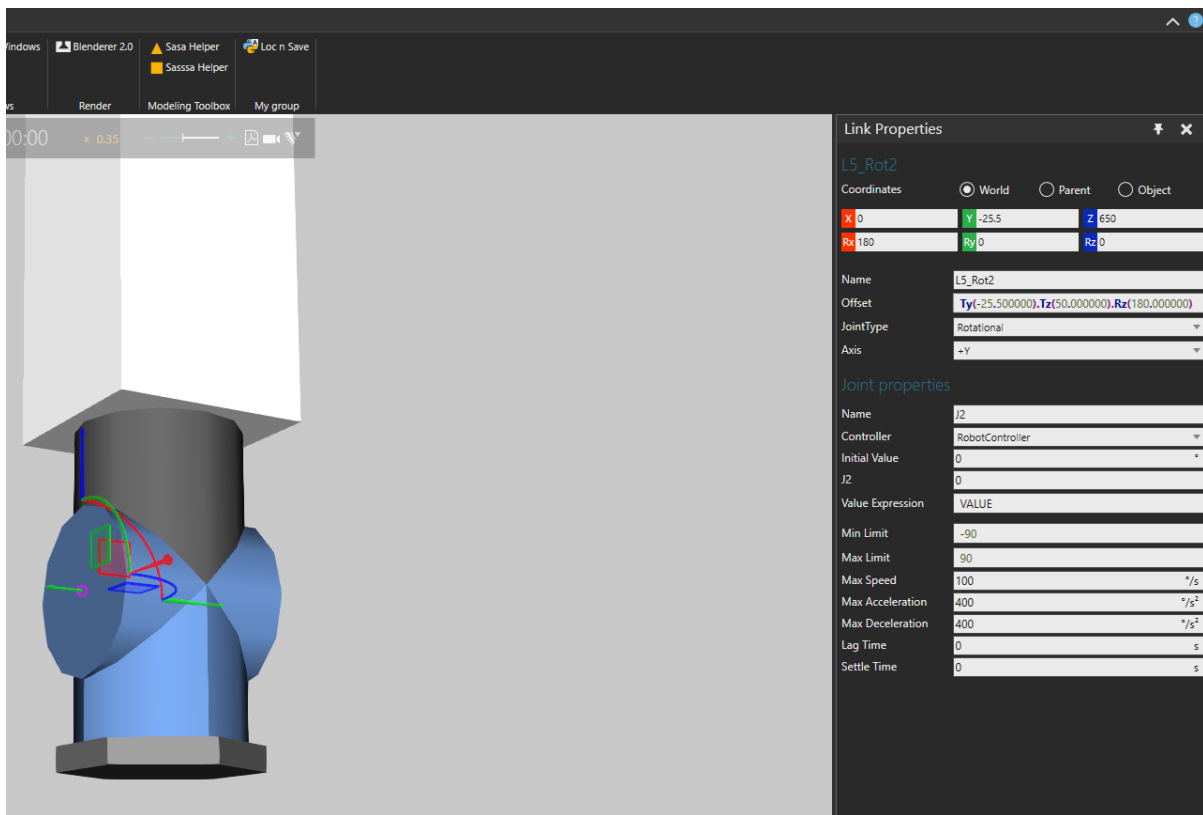 Blenderer 2.0
Sasa Helper
Loc n Save
Sasssa Helper
Render
Modeling Toolbox
My group
00:00
x 0.35
Link Properties
L5_Rot2
Coordinates World Parent Object
X 0 Y -25.5 Z 650
Rx 180 Ry 0 Rz 0
Name L5_Rot2
Offset Ty(-25.500000).Tz(50.000000).Rz(180.000000)
JointType Rotational
Axis +Y
Joint properties
Name J2
Controller RobotController
Initial Value 0 °
J2 0
Value Expression VALUE
Min Limit -90
Max Limit 90
Max Speed 100 °/s
Max Acceleration 400 °/s²
Max Deceleration 400 °/s²
Lag Time 0 s
Settle Time 0 s